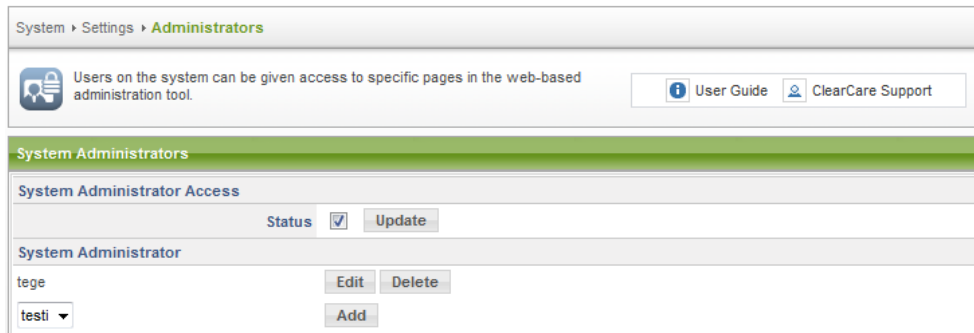 System ▸ Settings ▸ Administrators
Users on the system can be given access to specific pages in the web-based
administration tool.
User Guide
ClearCare Support
System Administrators
System Administrator Access
Status Update
System Administrator
tege Edit Delete
testi Add